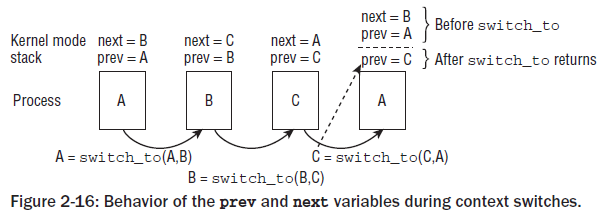 next = B
prev = A
Before switch_to
Kernel mode next = B next = C next = A
stack prev = A prev = B prev = C prev = C After switch_to returns
Process A B C A
A = switch_to(A,B) C = switch_to(C,A)
B = switch_to(B,C)
Figure 2-16: Behavior of the prev and next variables during context switches.